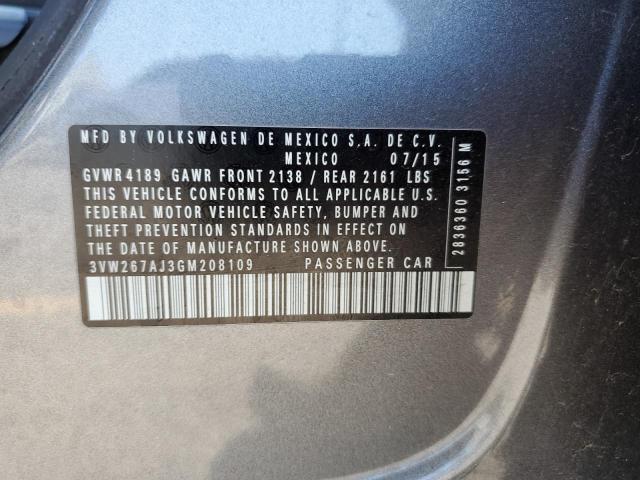 MFD BY VOLKSWAGEN DE MEXICO S.A. DE C.V.
MEXICO 07/15
GVWR 4189 GAWR FRONT 2138 / REAR 2161 LBS
THIS VEHICLE CONFORMS TO ALL APPLICABLE U.S.
FEDERAL MOTOR VEHICLE SAFETY, BUMPER AND
THEFT PREVENTION STANDARDS IN EFFECT ON
THE DATE OF MANUFACTURE SHOWN ABOVE.
3VW267AJ3GM208109 PASSENGER CAR
2836360 3156 M